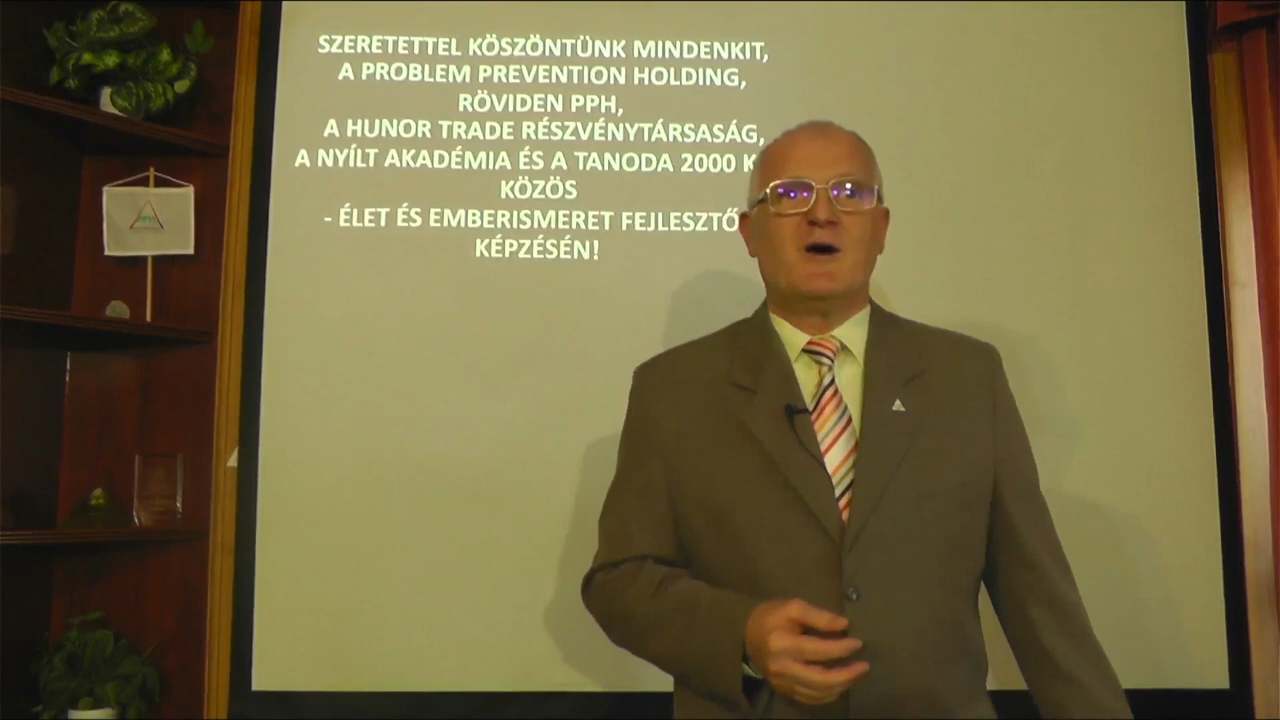 SZERETETTEL KÖSZÖNTÜNK MINDENKIT,
A PROBLEM PREVENTION HOLDING,
RÖVIDEN PPH,
A HUNOR TRADE RÉSZVÉNYTÁRSASÁG,
A NYÍLT AKADÉMIA ÉS A TANODA 2000
KÖZÖS
- ÉLET ÉS EMBERISMERET FEJLESZTŐ
KÉPZÉSÉN!